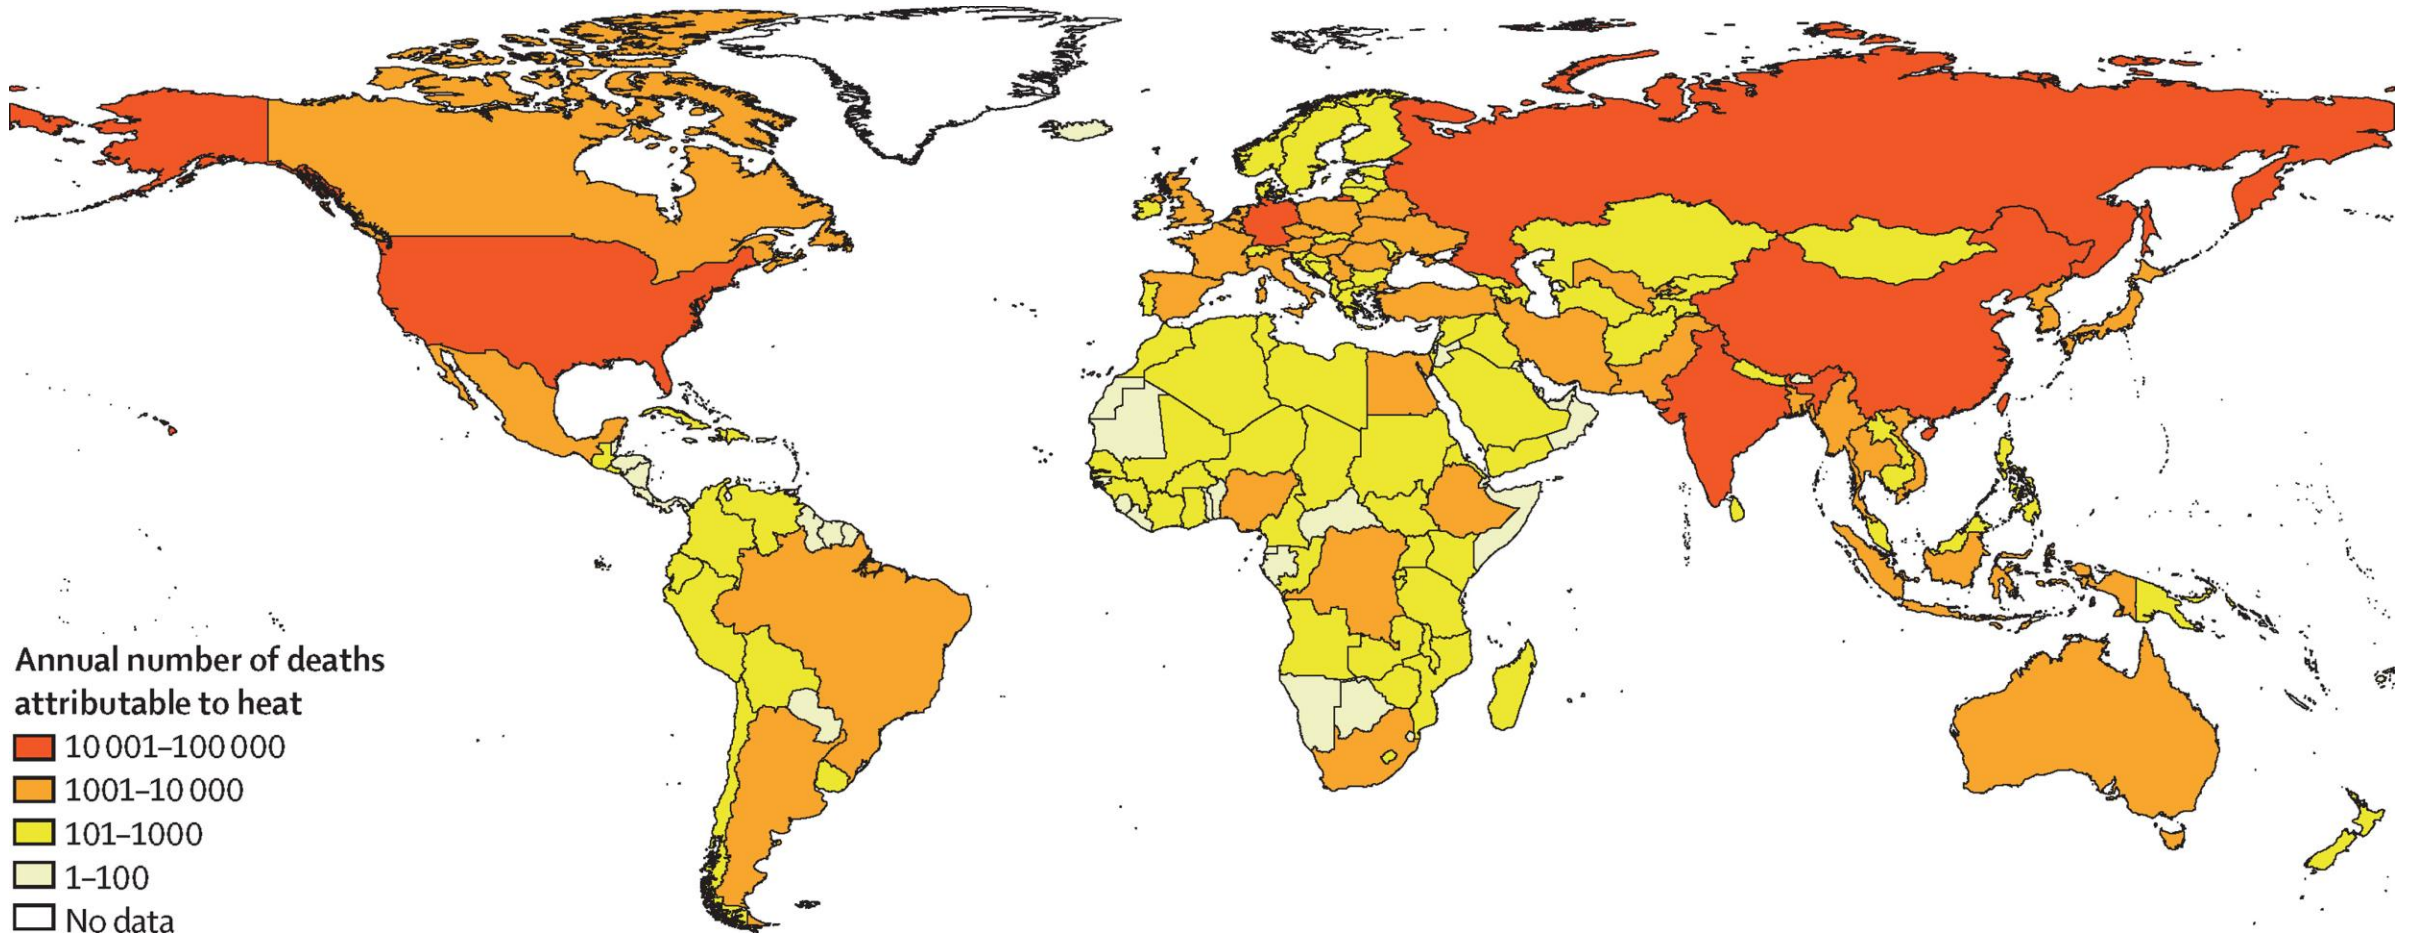 Annual number of deaths
attributable to heat
10 001–100 000
1001–10 000
101–1000
1–100
No data